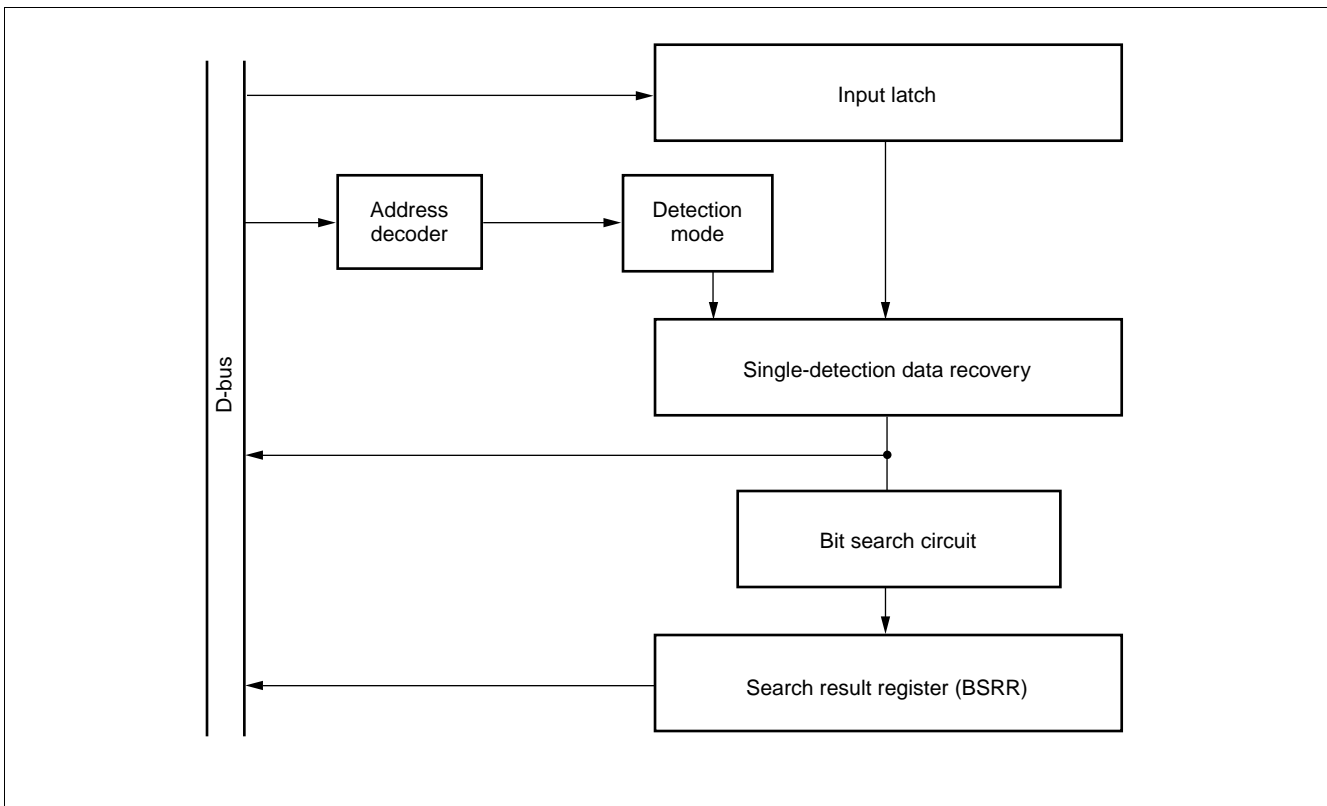 Input latch
Address
decoder
Detection
mode
Single-detection data recovery
D-bus
Bit search circuit
Search result register (BSRR)